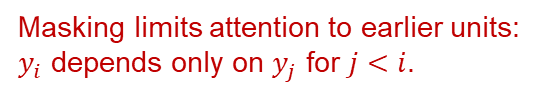 Masking limits attention to earlier units:
𝑦ᵢ depends only on 𝑦ⱼ for 𝑗 < 𝑖.